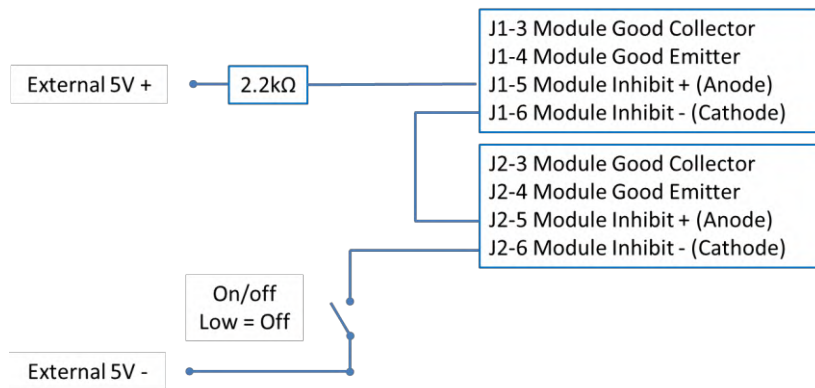 J1-3 Module Good Collector
J1-4 Module Good Emitter
External 5V +
2.2kΩ
J1-5 Module Inhibit + (Anode)
J1-6 Module Inhibit - (Cathode)
J2-3 Module Good Collector
J2-4 Module Good Emitter
J2-5 Module Inhibit + (Anode)
J2-6 Module Inhibit - (Cathode)
On/off
Low = Off
External 5V -